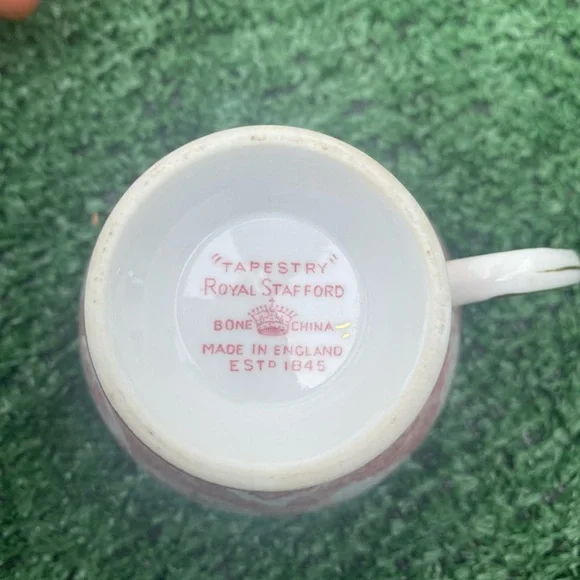 "TAPESTRY"
ROYAL STAFFORD
BONE CHINA
MADE IN ENGLAND
ESTD 1845